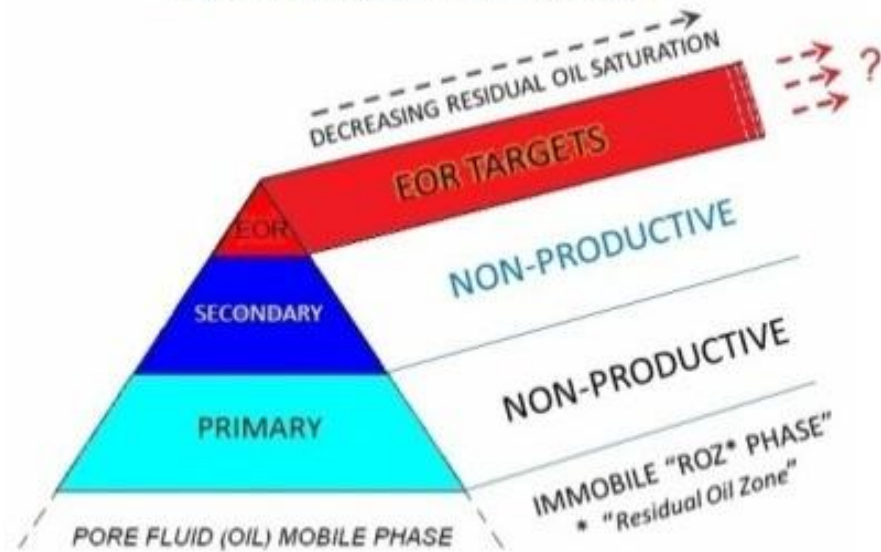 DECREASING RESIDUAL OIL SATURATION
?
EOR TARGETS
EOR
NON-PRODUCTIVE
SECONDARY
NON-PRODUCTIVE
PRIMARY
IMMOBILE "ROZ* PHASE"
* "Residual Oil Zone"
PORE FLUID (OIL) MOBILE PHASE